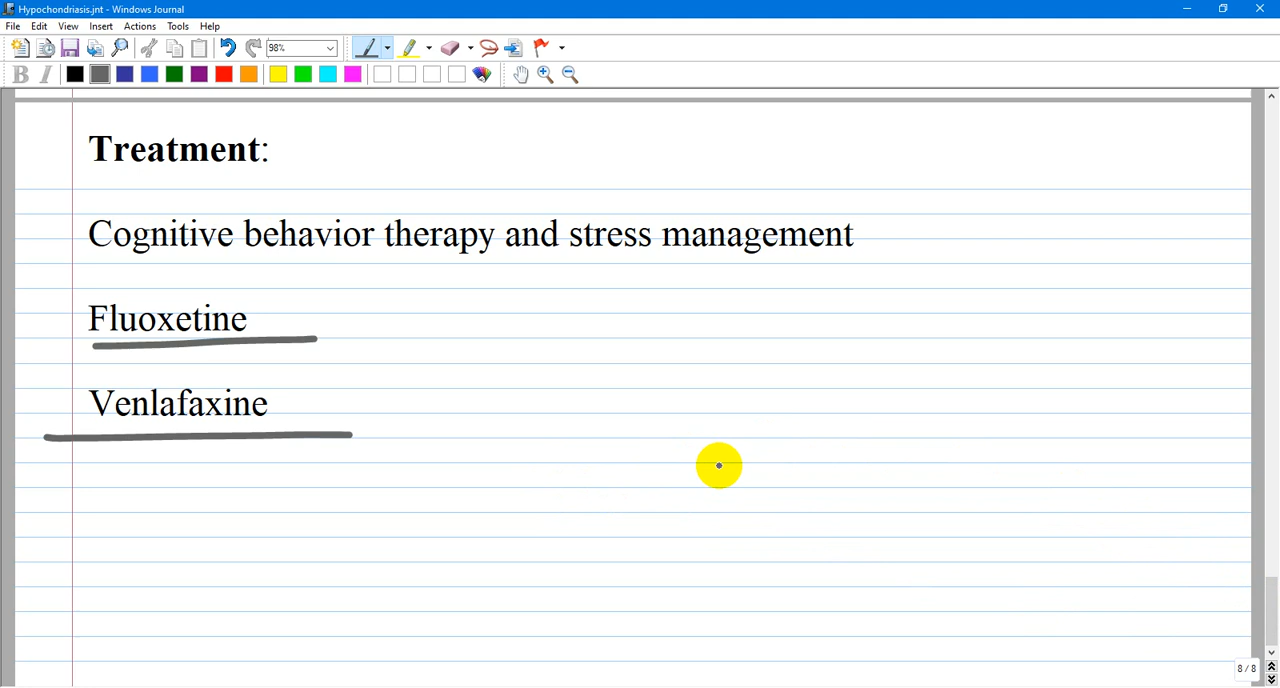 Hypochondriasis.jnt - Windows Journal
File Edit View Insert Actions Tools Help
98%
B I
Treatment:
Cognitive behavior therapy and stress management
Fluoxetine
Venlafaxine
8 / 8